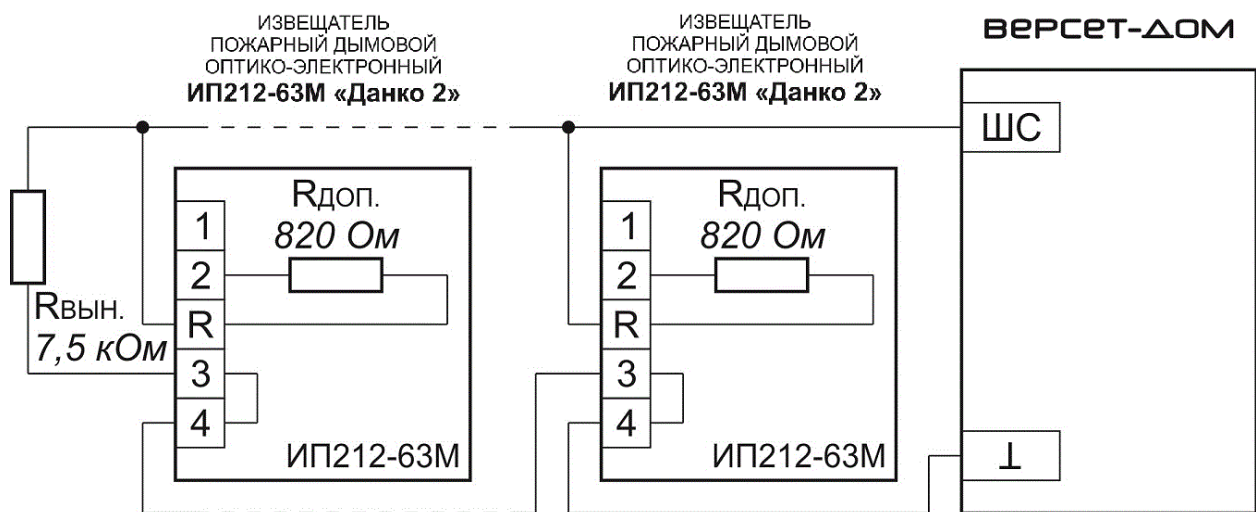 ИЗВЕЩАТЕЛЬ
ПОЖАРНЫЙ ДЫМОВОЙ
ОПТИКО-ЭЛЕКТРОННЫЙ
ИП212-63М «Данко 2»
ИЗВЕЩАТЕЛЬ
ПОЖАРНЫЙ ДЫМОВОЙ
ОПТИКО-ЭЛЕКТРОННЫЙ
ИП212-63М «Данко 2»
ВЕРСЕТ-ДОМ
ШС
RВЫН.
7,5 кОм
1
2
R
3
4
RДОП.
820 Ом
ИП212-63М
1
2
R
3
4
RДОП.
820 Ом
ИП212-63М
⊥